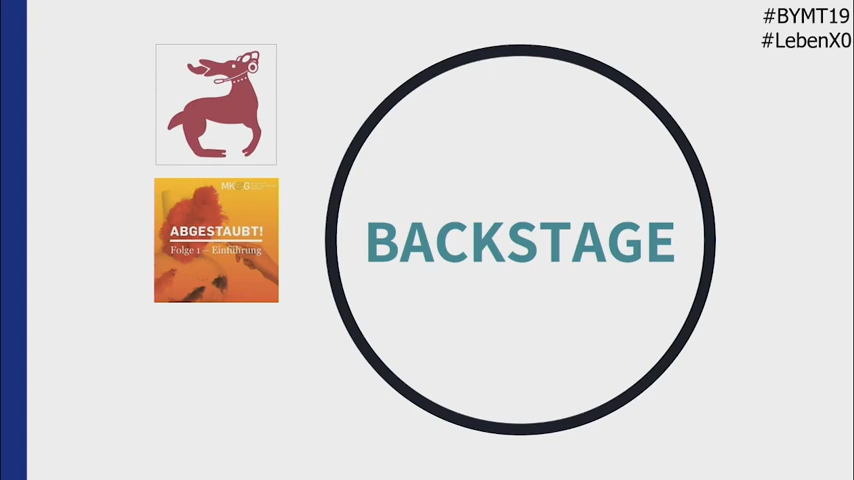 #BYMT19
#LebenX0
MK&G
ABGESTAUBT!
Folge 1 – Einführung
BACKSTAGE